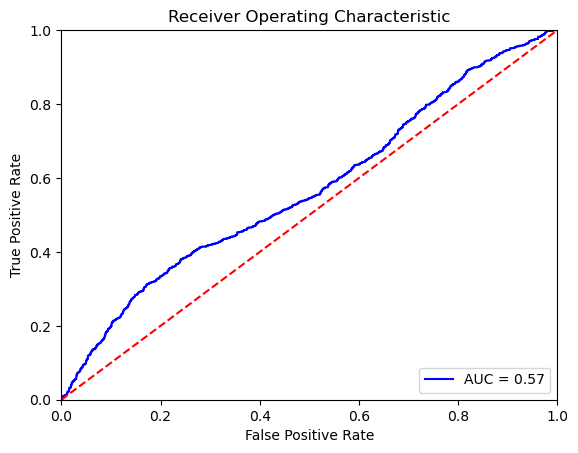 Receiver Operating Characteristic
1.0
0.8
0.6
0.4
0.2
0.0
True Positive Rate
AUC = 0.57
0.0 0.2 0.4 0.6 0.8 1.0
False Positive Rate